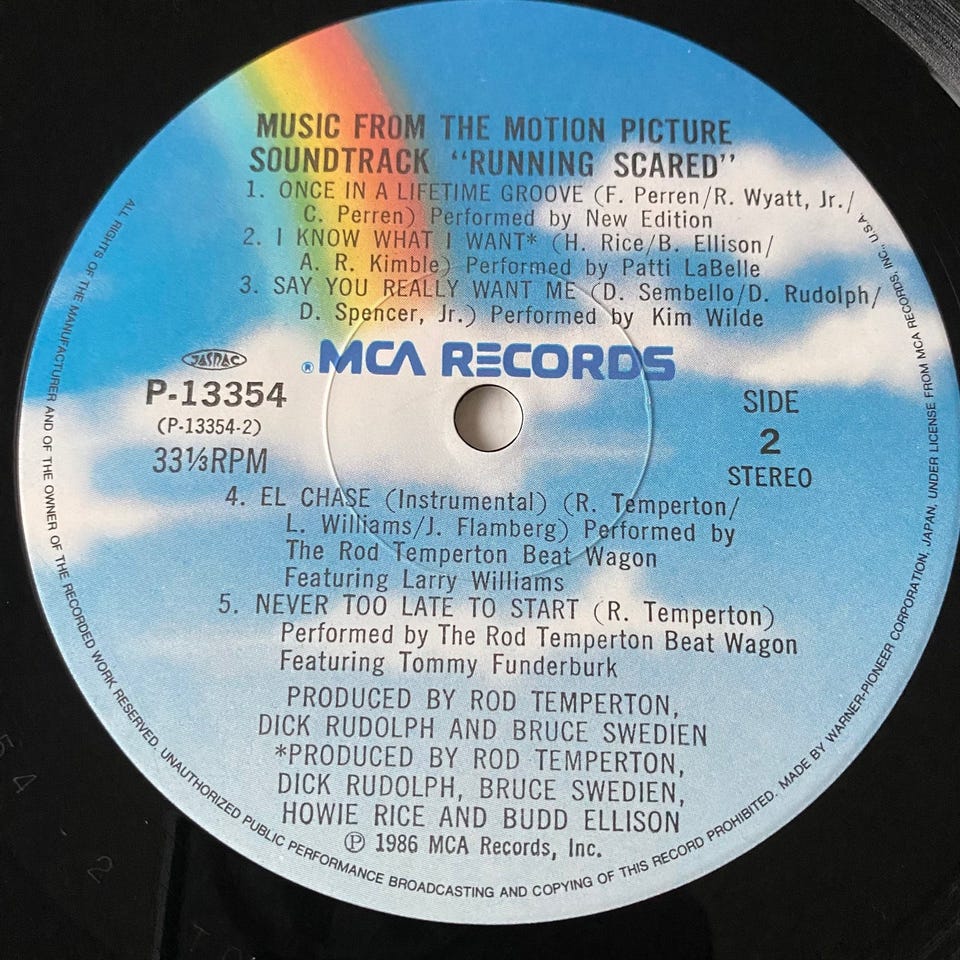 MUSIC FROM THE MOTION PICTURE
SOUNDTRACK “RUNNING SCARED”
1. ONCE IN A LIFETIME GROOVE (F. Perren/R. Wyatt, Jr./
C. Perren) Performed by New Edition
2. I KNOW WHAT I WANT* (H. Rice/B. Ellison/
A. R. Kimble) Performed by Patti LaBelle
3. SAY YOU REALLY WANT ME (D. Sembello/D. Rudolph/
D. Spencer, Jr.) Performed by Kim Wilde
® MCA RECORDS
JASRAC
P-13354
(P-13354-2)
33⅓RPM
SIDE
2
STEREO
4. EL CHASE (Instrumental) (R. Temperton/
L. Williams/J. Flamberg) Performed by
The Rod Temperton Beat Wagon
Featuring Larry Williams
5. NEVER TOO LATE TO START (R. Temperton)
Performed by The Rod Temperton Beat Wagon
Featuring Tommy Funderburk
PRODUCED BY ROD TEMPERTON,
DICK RUDOLPH AND BRUCE SWEDIEN
*PRODUCED BY ROD TEMPERTON,
DICK RUDOLPH, BRUCE SWEDIEN,
HOWIE RICE AND BUDD ELLISON
℗ 1986 MCA Records, Inc.
ALL RIGHTS OF THE MANUFACTURER AND OF THE OWNER OF THE RECORDED WORK RESERVED. UNAUTHORIZED PUBLIC PERFORMANCE BROADCASTING AND COPYING OF THIS RECORD PROHIBITED. MADE BY WARNER-PIONEER CORPORATION, JAPAN, UNDER LICENSE FROM MCA RECORDS, INC., U.S.A.